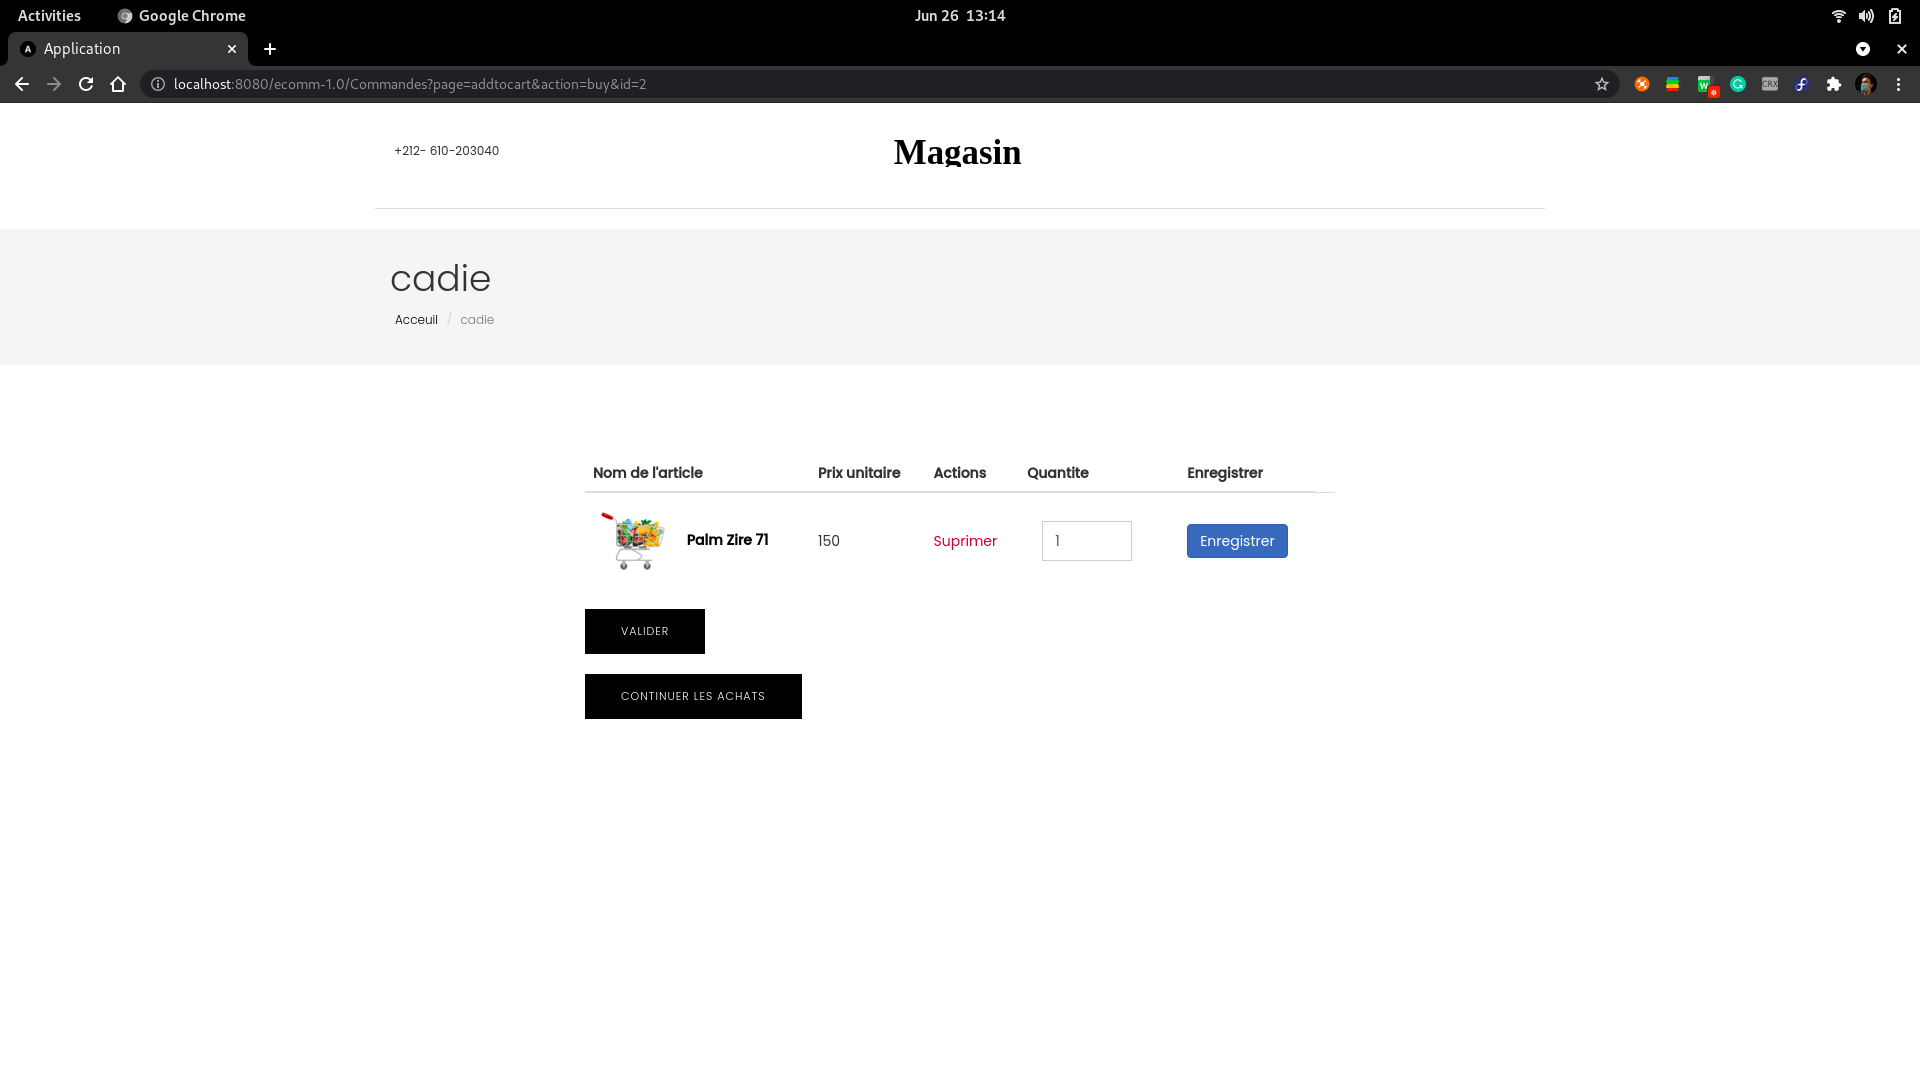 Activities Google Chrome Jun 26 13:14
A Application
localhost:8080/ecomm-1.0/Commandes?page=addtocart&action=buy&id=2
W G CRX
+212- 610-203040 Magasin
cadie
Acceuil / cadie
Nom de l'article Prix unitaire Actions Quantite Enregistrer
Palm Zire 71 150 Suprimer 1 Enregistrer
VALIDER
CONTINUER LES ACHATS